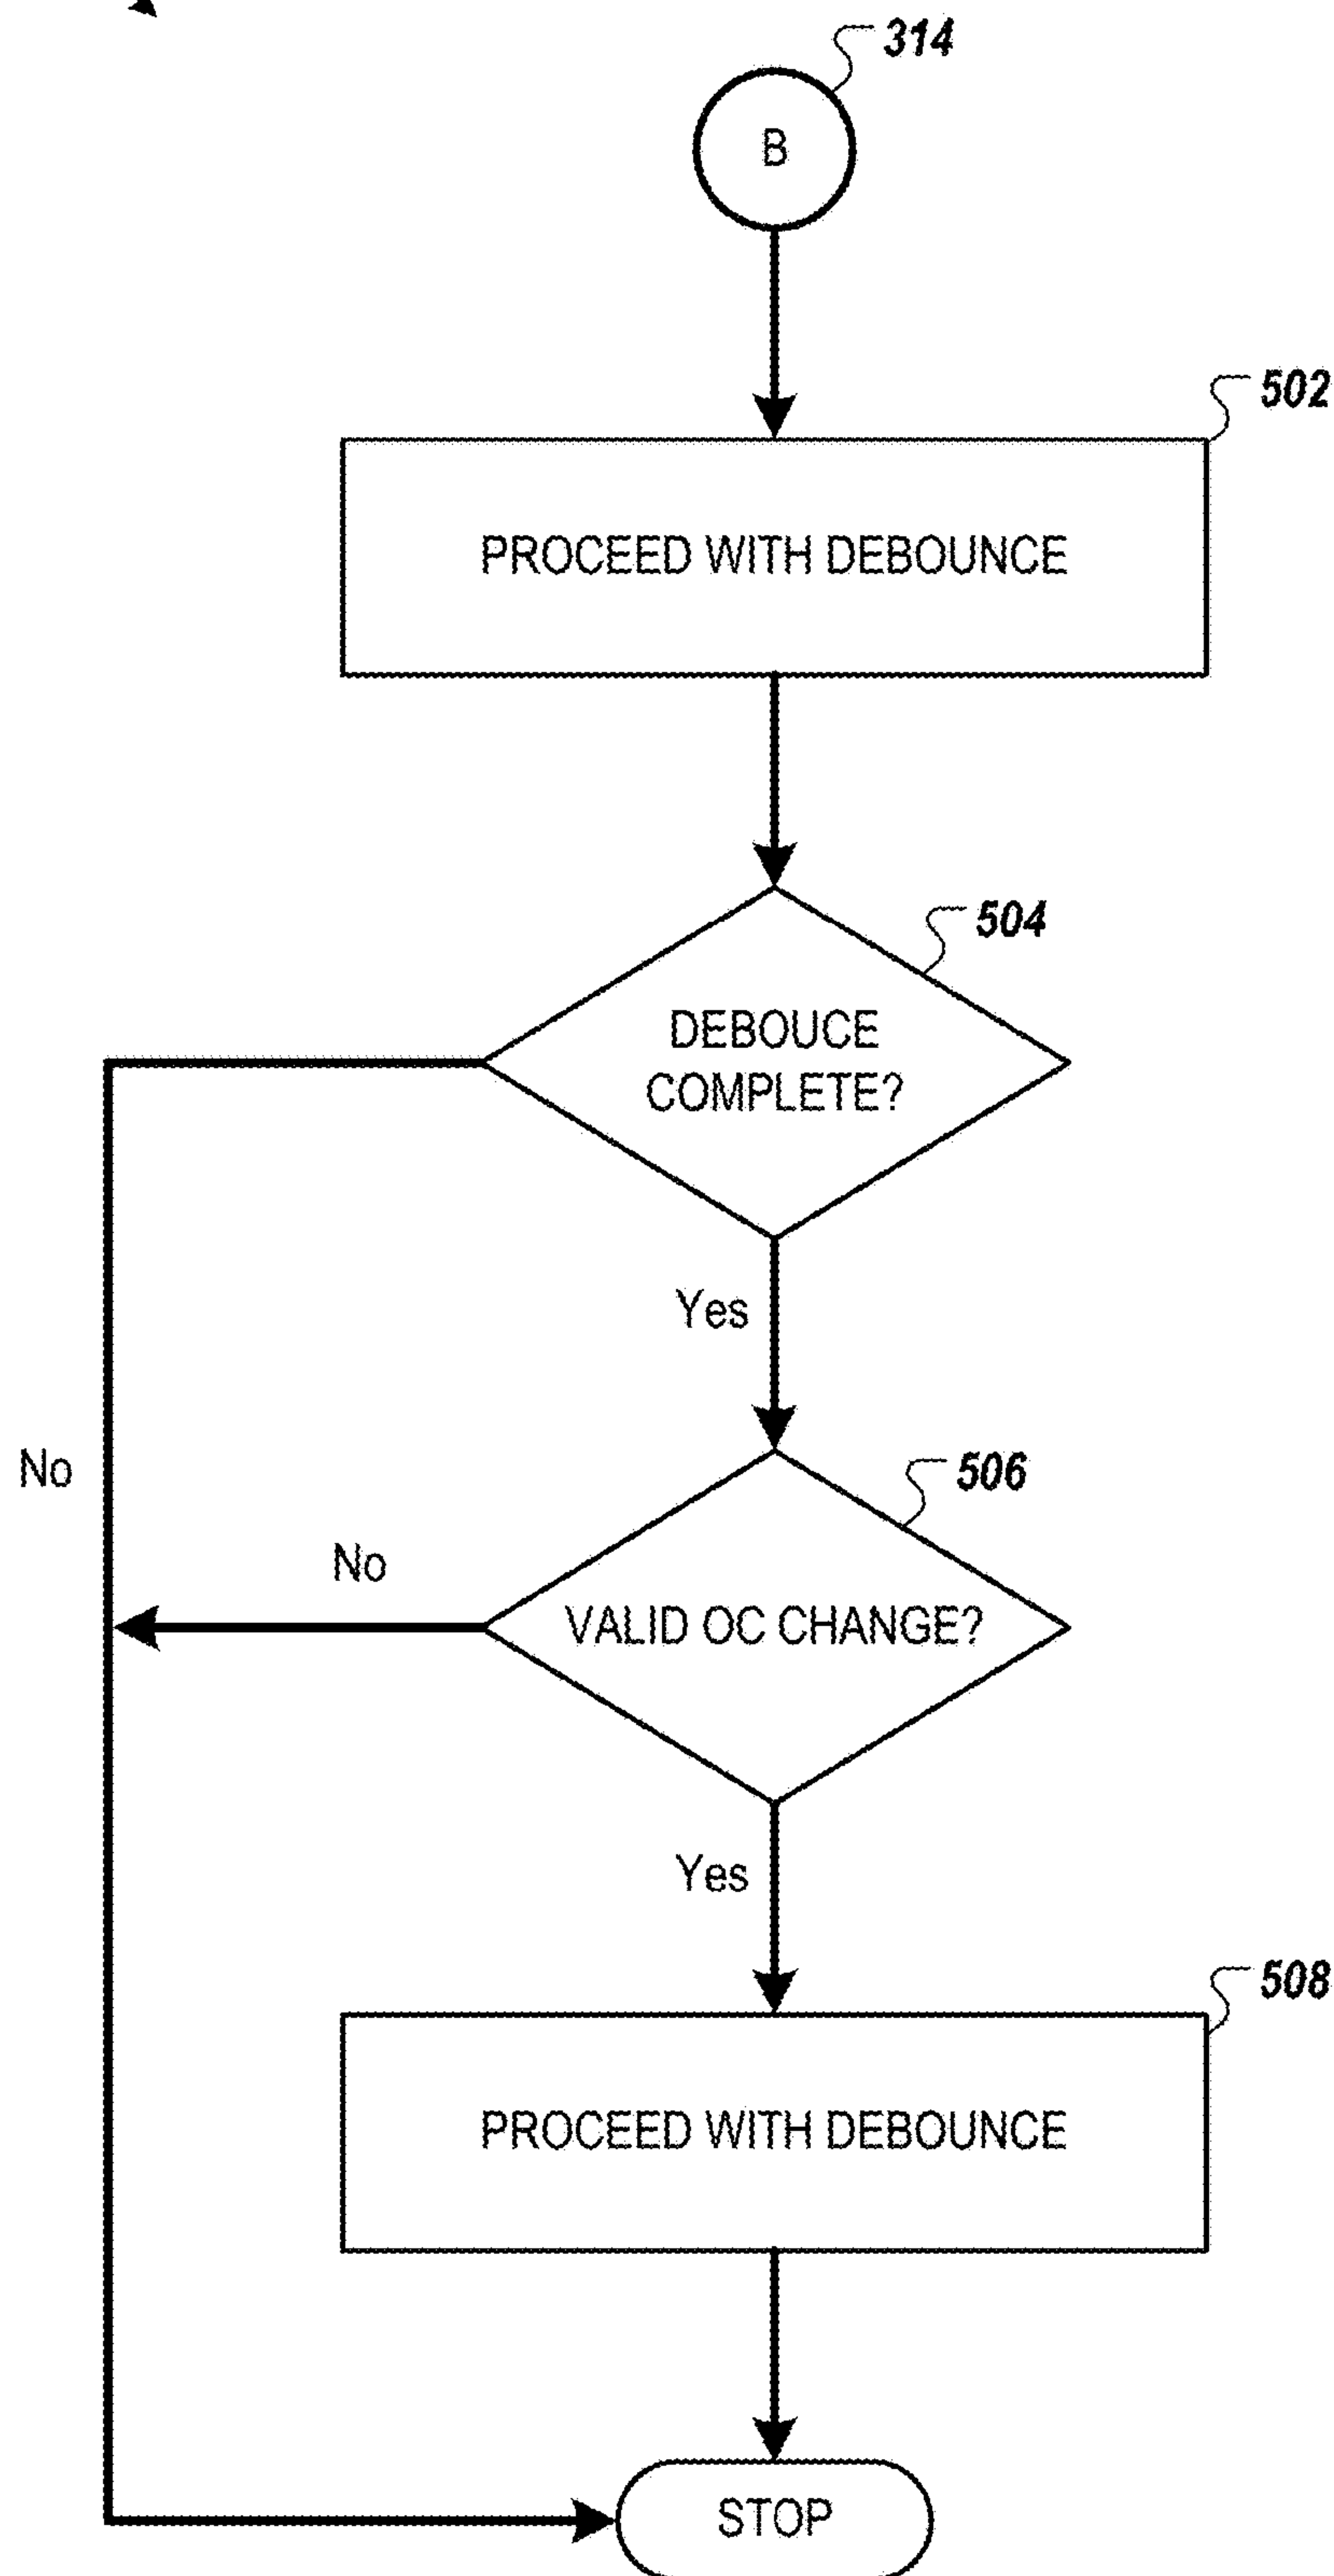 314
B
502
PROCEED WITH DEBOUNCE
504
DEBOUCE
COMPLETE?
Yes
No
506
No
VALID OC CHANGE?
Yes
508
PROCEED WITH DEBOUNCE
STOP